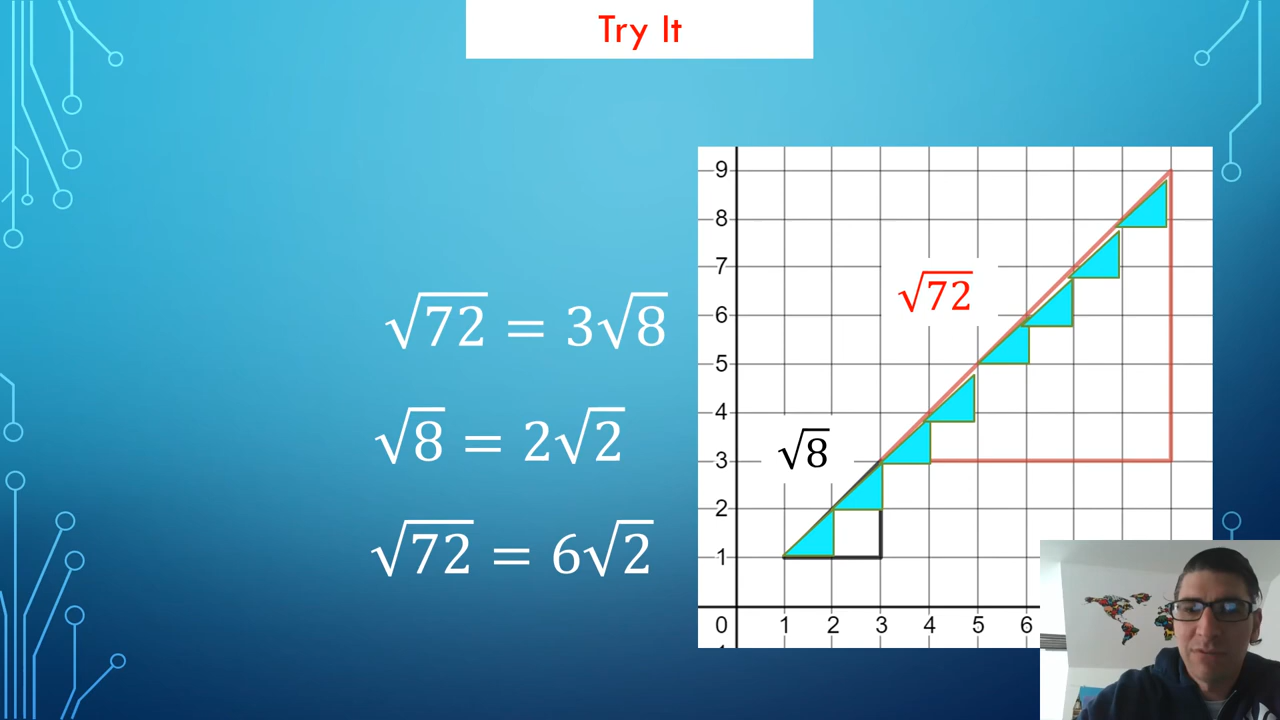 Try It
√72 = 3√8
√8 = 2√2
√72 = 6√2
9
8
7
√72
6
5
4
√8
3
2
1
0 1 2 3 4 5 6